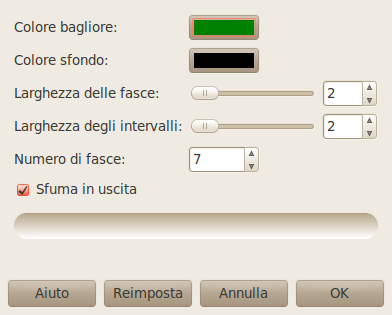 Colore bagliore:
Colore sfondo:
Larghezza delle fasce: 2
Larghezza degli intervalli: 2
Numero di fasce: 7
Sfuma in uscita
Aiuto Reimposta Annulla OK